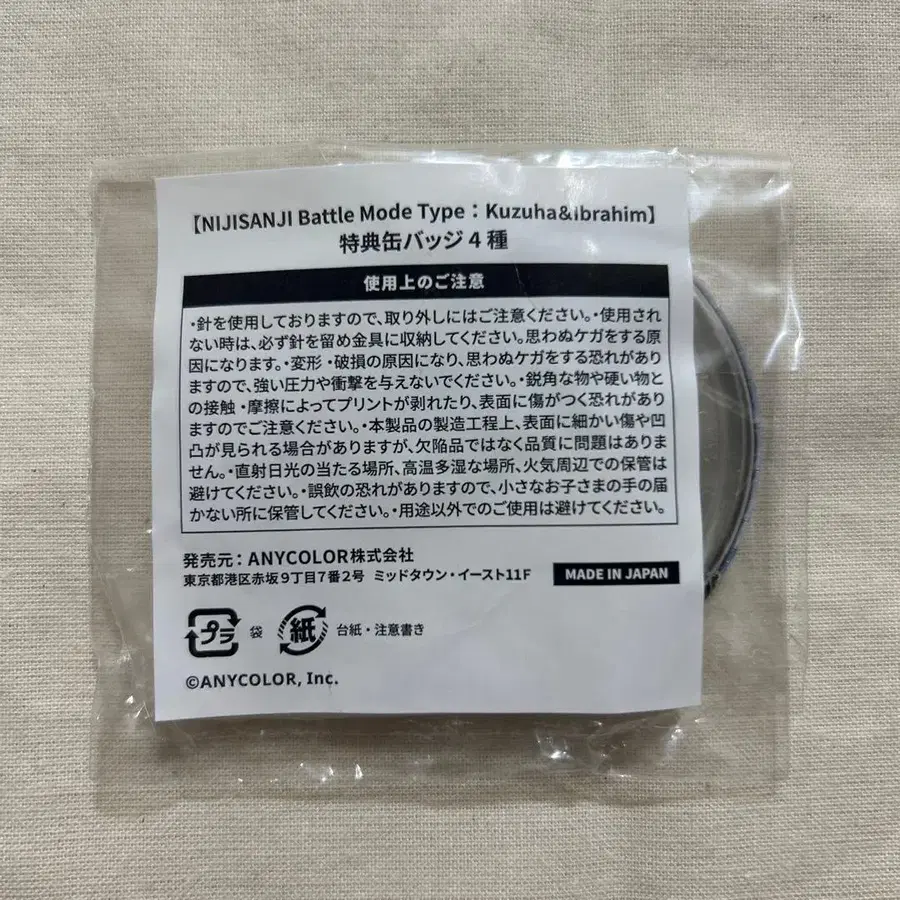 【NIJISANJI Battle Mode Type：Kuzuha&Ibrahim】
特典缶バッジ４種
使用上のご注意
・針を使用しておりますので、取り外しにはご注意ください。・使用され
ない時は、必ず針を留め金具に収納してください。思わぬケガをする原
因になります。・変形・破損の原因になり、思わぬケガをする恐れがあり
ますので、強い圧力や衝撃を与えないでください。・鋭角な物や硬い物と
の接触・摩擦によってプリントが剥れたり、表面に傷がつく恐れがあり
ますのでご注意ください。・本製品の製造工程上、表面に細かい傷や凹
凸が見られる場合がありますが、欠陥品ではなく品質に問題はありま
せん。・直射日光の当たる場所、高温多湿な場所、火気周辺での保管は
避けてください。・誤飲の恐れがありますので、小さなお子さまの手の届
かない所に保管してください。・用途以外でのご使用は避けてください。
発売元：ANYCOLOR株式会社
東京都港区赤坂９丁目７番２号 ミッドタウン・イースト11F
MADE IN JAPAN
プラ 袋 紙 台紙・注意書き
©ANYCOLOR, Inc.